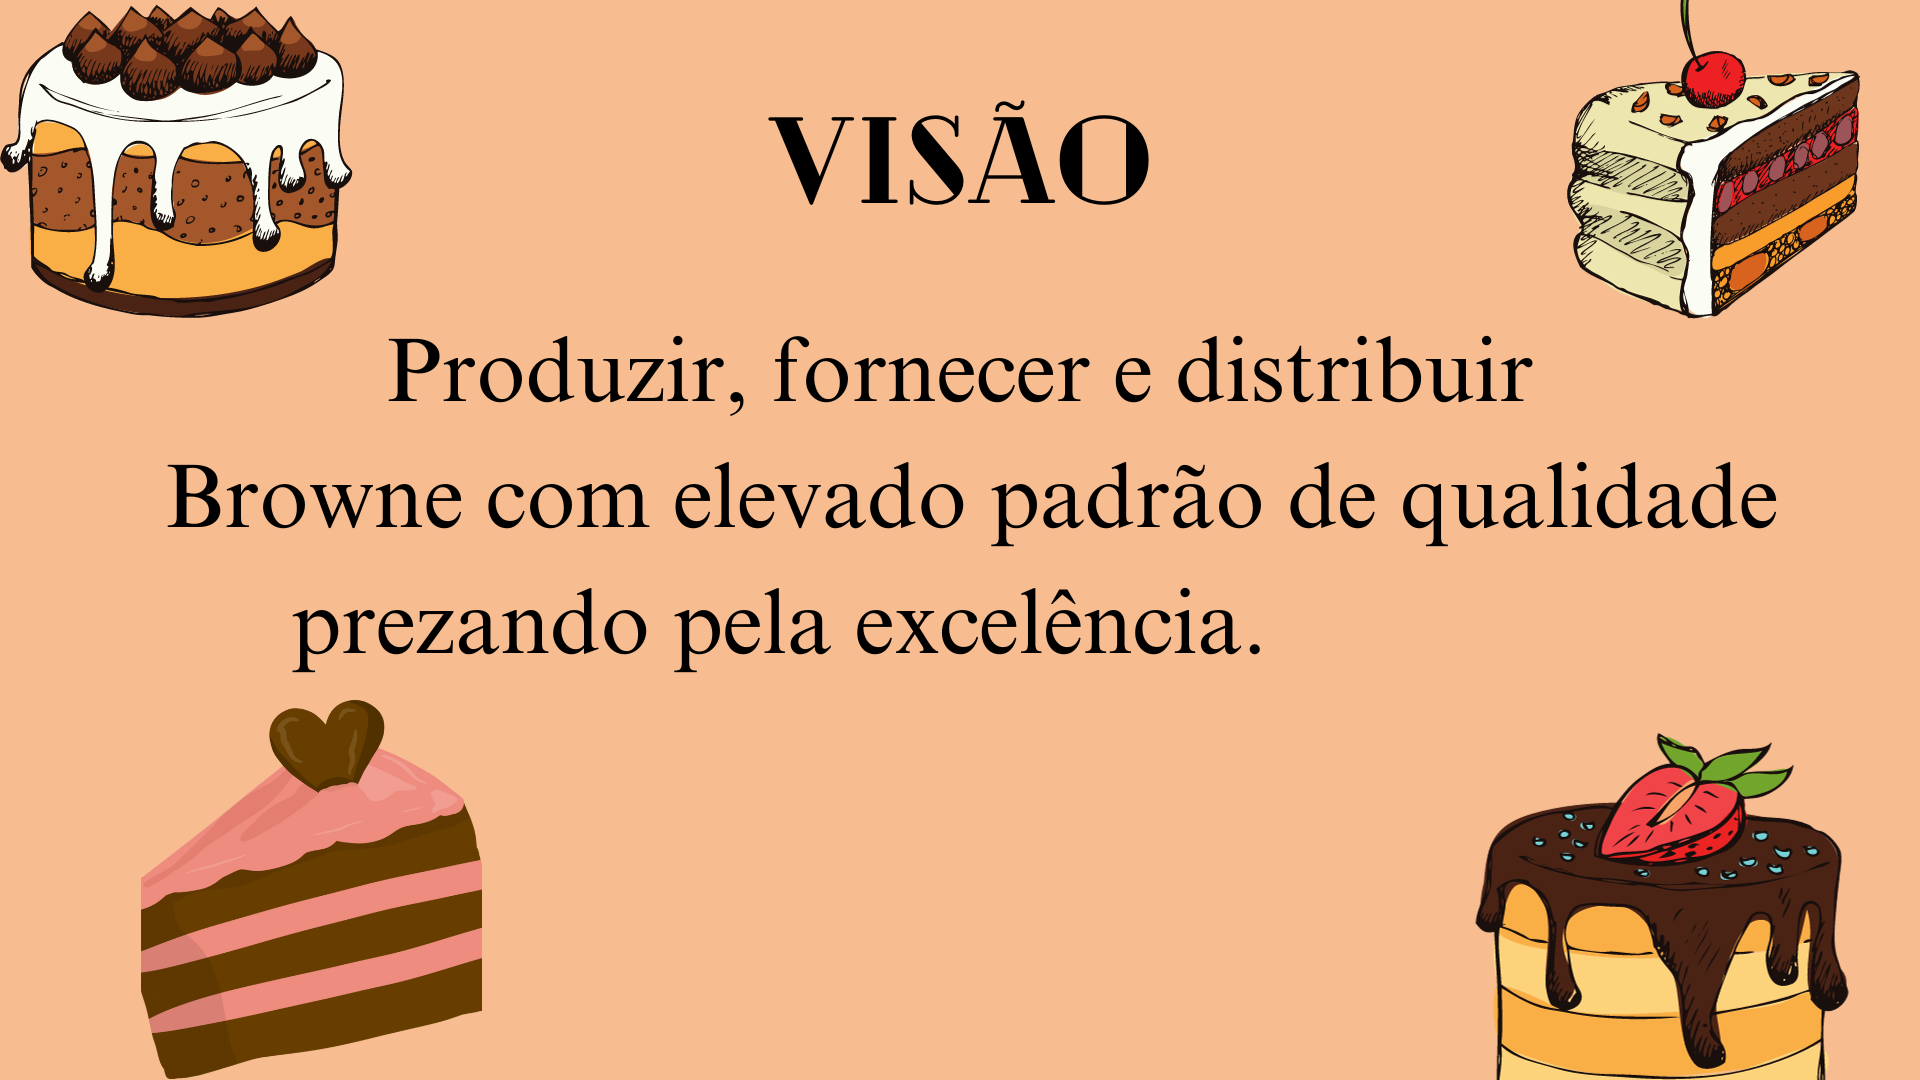 VISÃO
Produzir, fornecer e distribuir
Browne com elevado padrão de qualidade
prezando pela excelência.